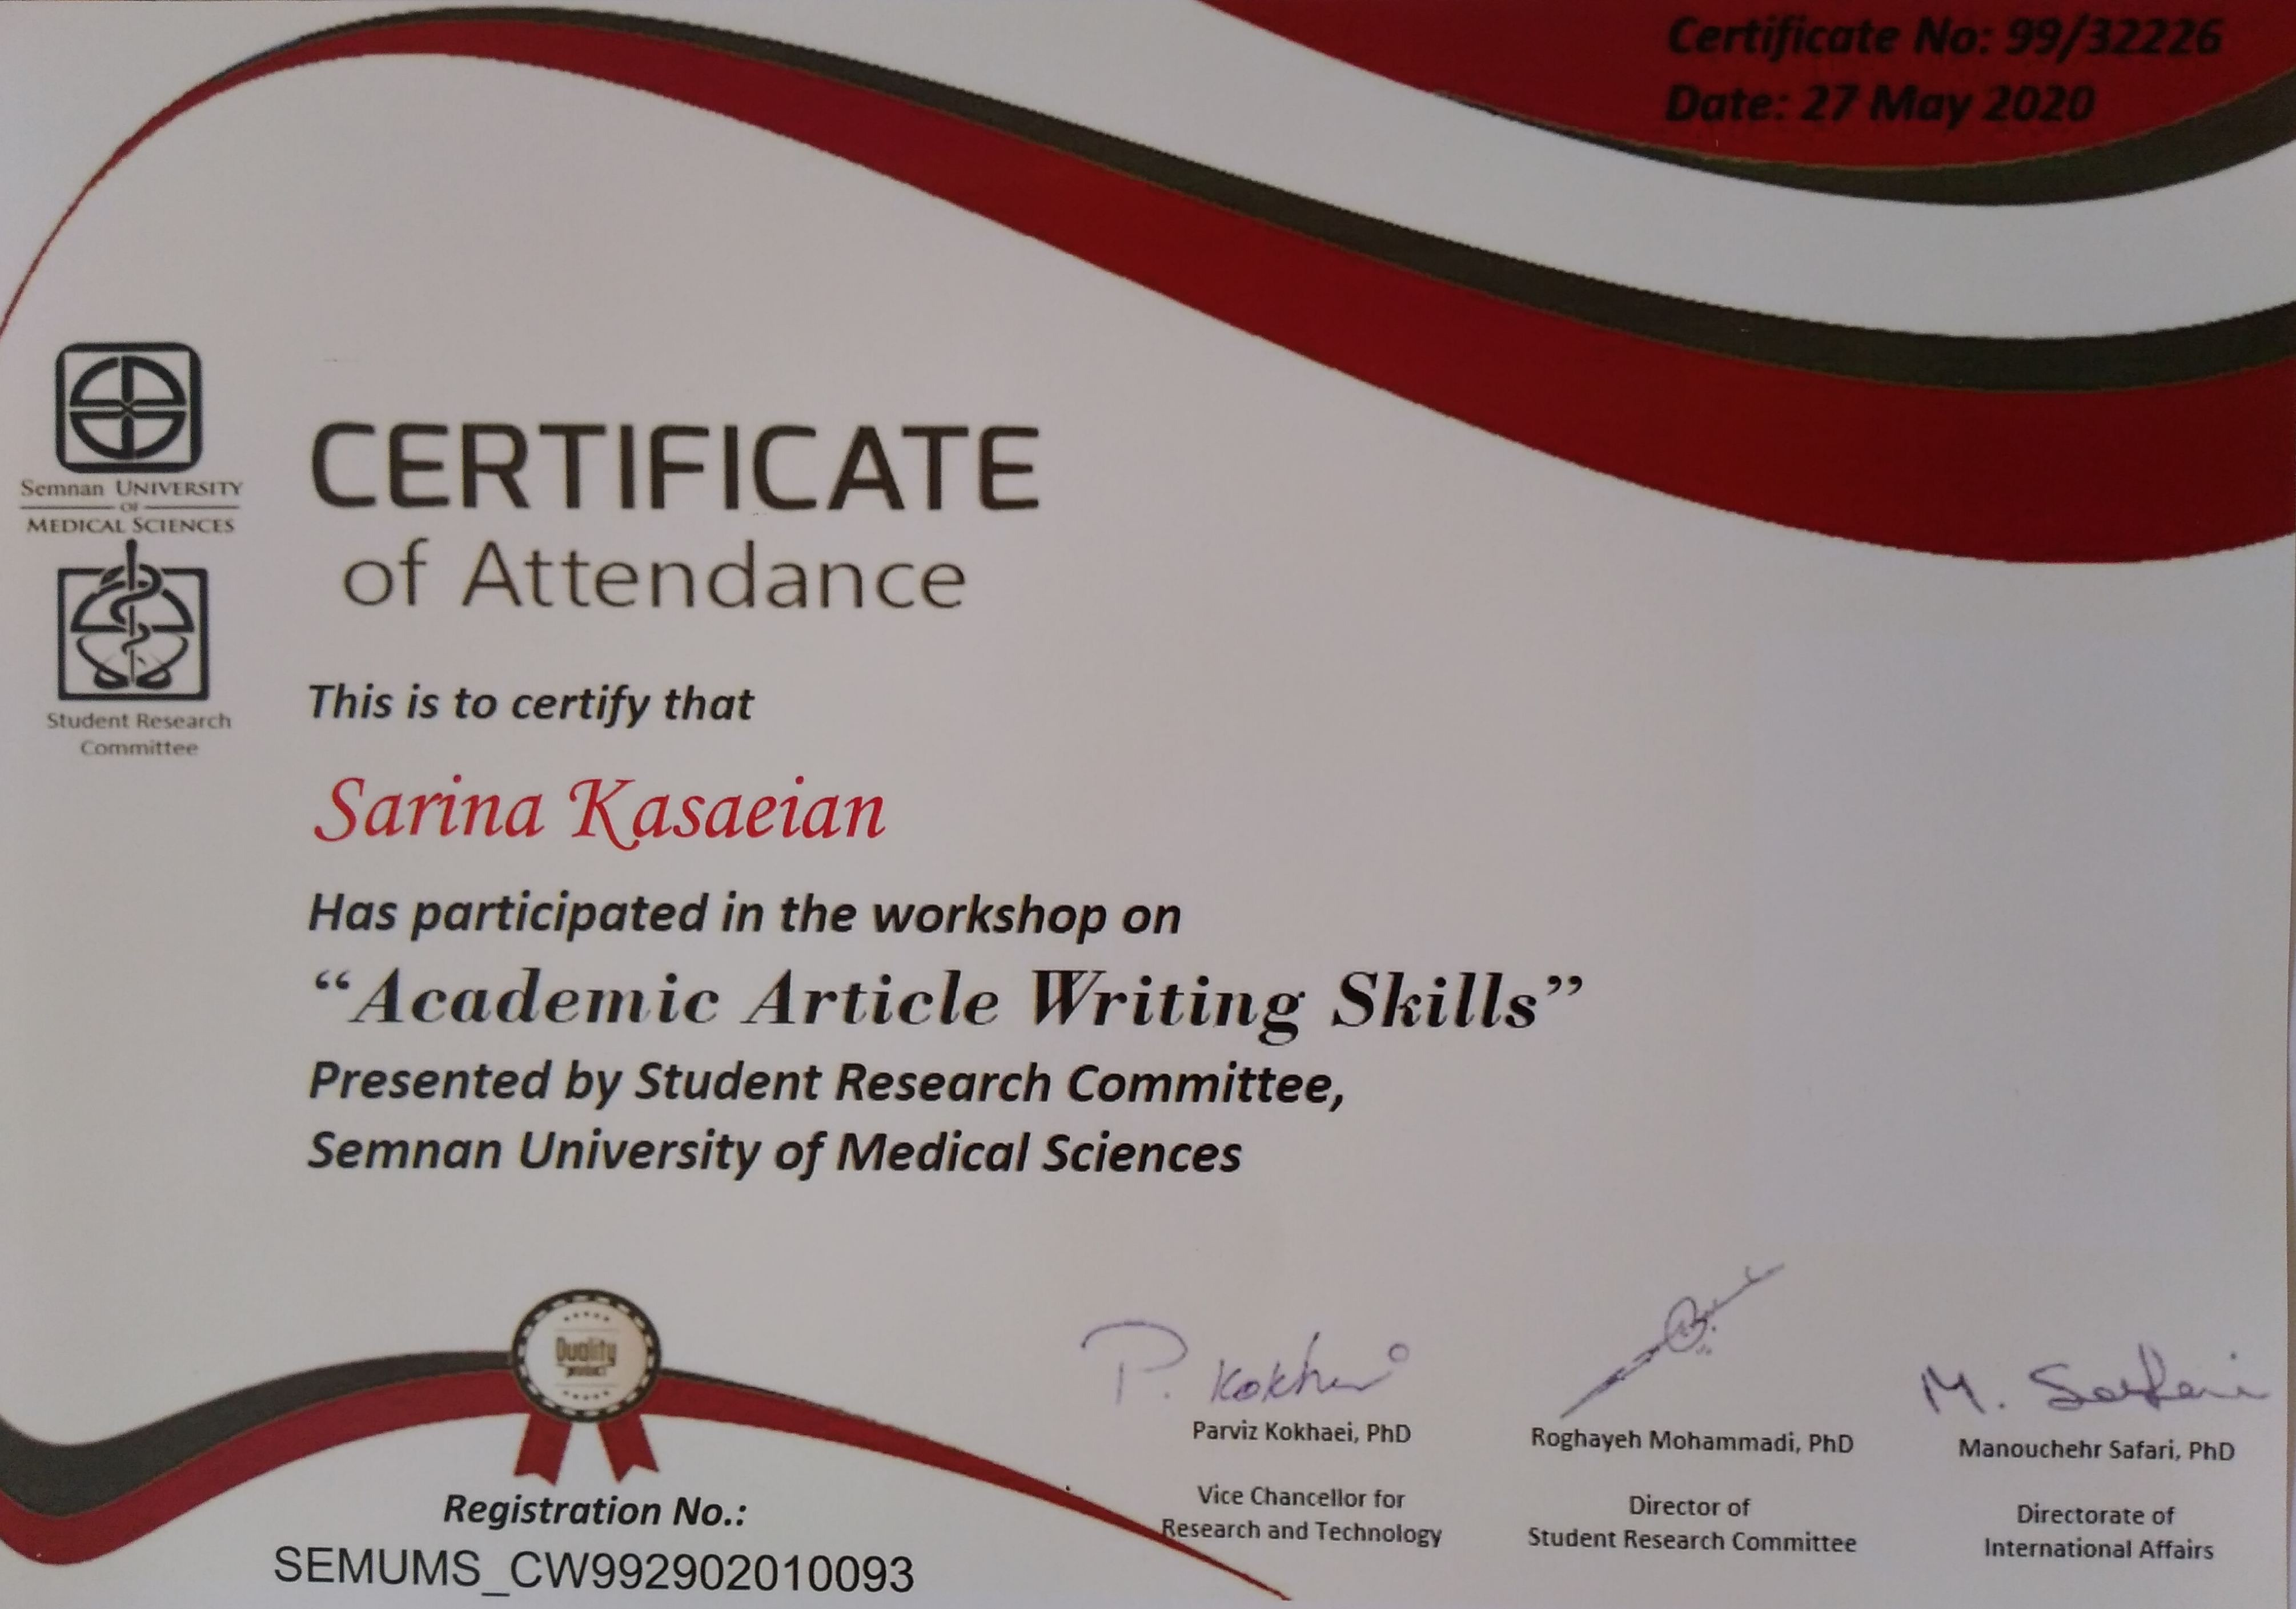 Certificate No: 99/32226
Date: 27 May 2020
Semnan UNIVERSITY
OF
MEDICAL SCIENCES
Student Research
Committee
CERTIFICATE
of Attendance
This is to certify that
Sarina Kasaeian
Has participated in the workshop on
“Academic Article Writing Skills”
Presented by Student Research Committee,
Semnan University of Medical Sciences
Quality
P. Kokhaei
M. Safari
Parviz Kokhaei, PhD
Vice Chancellor for
Research and Technology
Roghayeh Mohammadi, PhD
Director of
Student Research Committee
Manouchehr Safari, PhD
Directorate of
International Affairs
Registration No.:
SEMUMS_CW992902010093